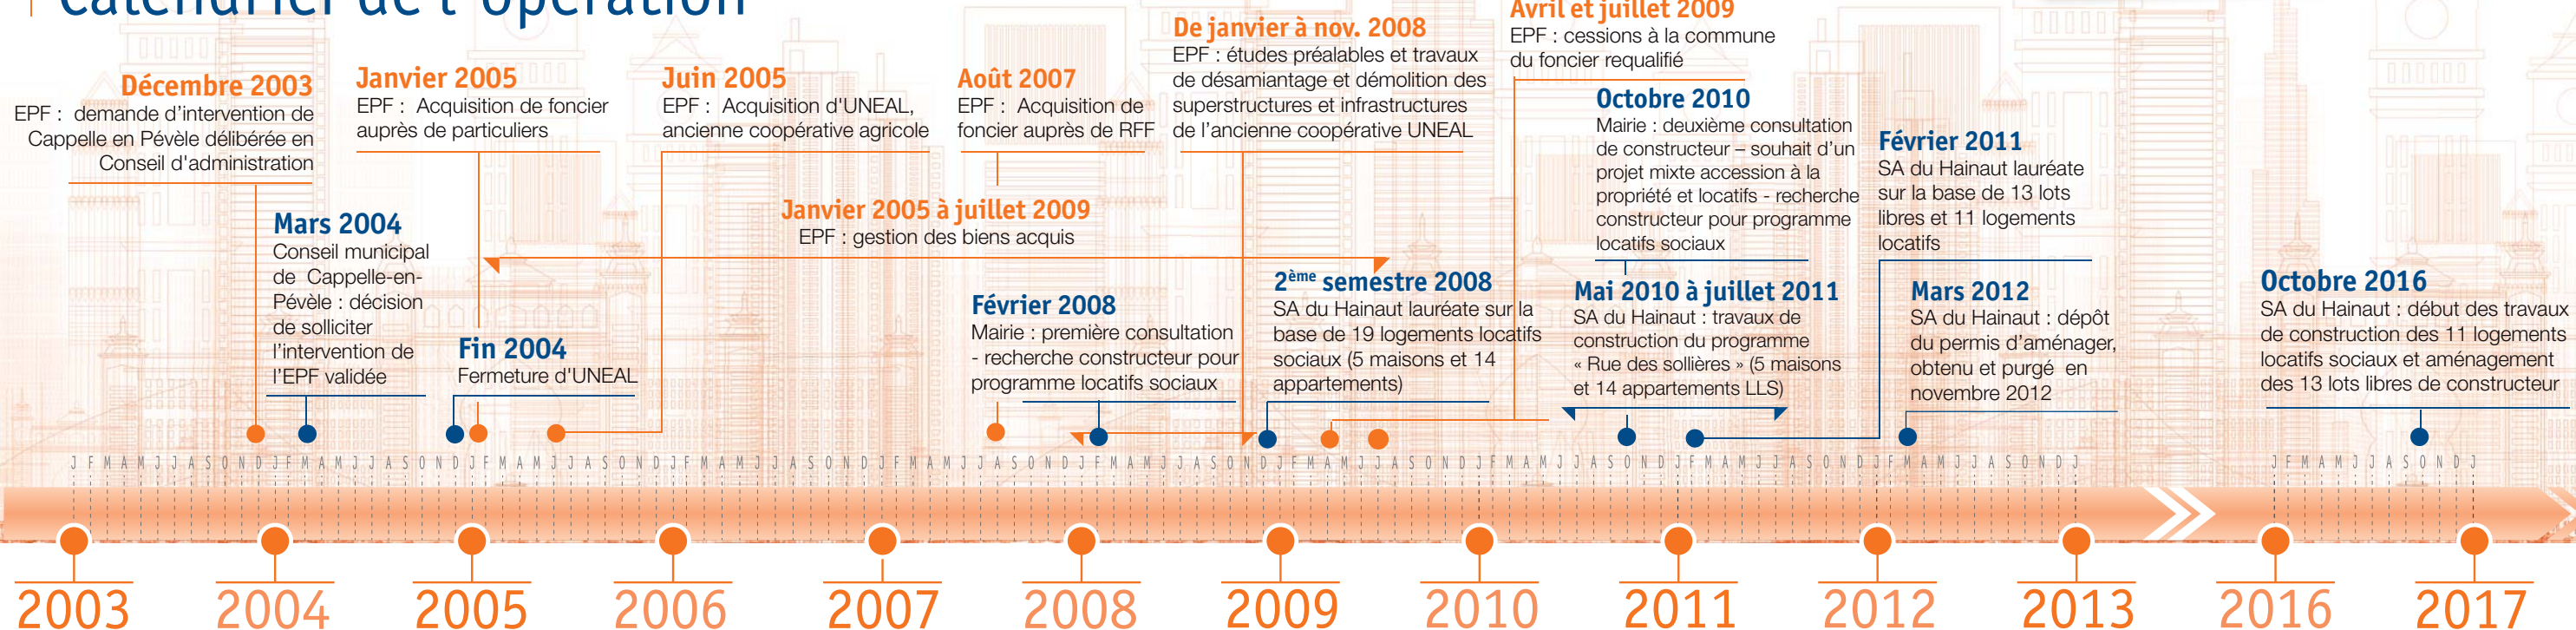 calendrier de l'opération
Décembre 2003
EPF : demande d'intervention de
Cappelle en Pévèle délibérée en
Conseil d'administration
Mars 2004
Conseil municipal
de Cappelle-en-
Pévèle : décision
de solliciter
l'intervention de
l'EPF validée
Janvier 2005
EPF : Acquisition de foncier
auprès de particuliers
Fin 2004
Fermeture d'UNEAL
Juin 2005
EPF : Acquisition d'UNEAL,
ancienne coopérative agricole
Janvier 2005 à juillet 2009
EPF : gestion des biens acquis
Août 2007
EPF : Acquisition de
foncier auprès de RFF
Février 2008
Mairie : première consultation
- recherche constructeur pour
programme locatifs sociaux
De janvier à nov. 2008
EPF : études préalables et travaux
de désamiantage et démolition des
superstructures et infrastructures
de l'ancienne coopérative UNEAL
2ème semestre 2008
SA du Hainaut lauréate sur la
base de 19 logements locatifs
sociaux (5 maisons et 14
appartements)
Avril et juillet 2009
EPF : cessions à la commune
du foncier requalifié
Octobre 2010
Mairie : deuxième consultation
de constructeur – souhait d'un
projet mixte accession à la
propriété et locatifs - recherche
constructeur pour programme
locatifs sociaux
Mai 2010 à juillet 2011
SA du Hainaut : travaux de
construction du programme
« Rue des sollières » (5 maisons
et 14 appartements LLS)
Février 2011
SA du Hainaut lauréate
sur la base de 13 lots
libres et 11 logements
locatifs
Mars 2012
SA du Hainaut : dépôt
du permis d'aménager,
obtenu et purgé en
novembre 2012
Octobre 2016
SA du Hainaut : début des travaux
de construction des 11 logements
locatifs sociaux et aménagement
des 13 lots libres de constructeur
J F M A M J J A S O N D J F M A M J J A S O N D J F M A M J J A S O N D J F M A M J J A S O N D J F M A M J J A S O N D J F M A M J J A S O N D J F M A M J J A S O N D J F M A M J J A S O N D J F M A M J J A S O N D J F M A M J J A S O N D J
J F M A M J J A S O N D J
2003 2004 2005 2006 2007 2008 2009 2010 2011 2012 2013 2016 2017